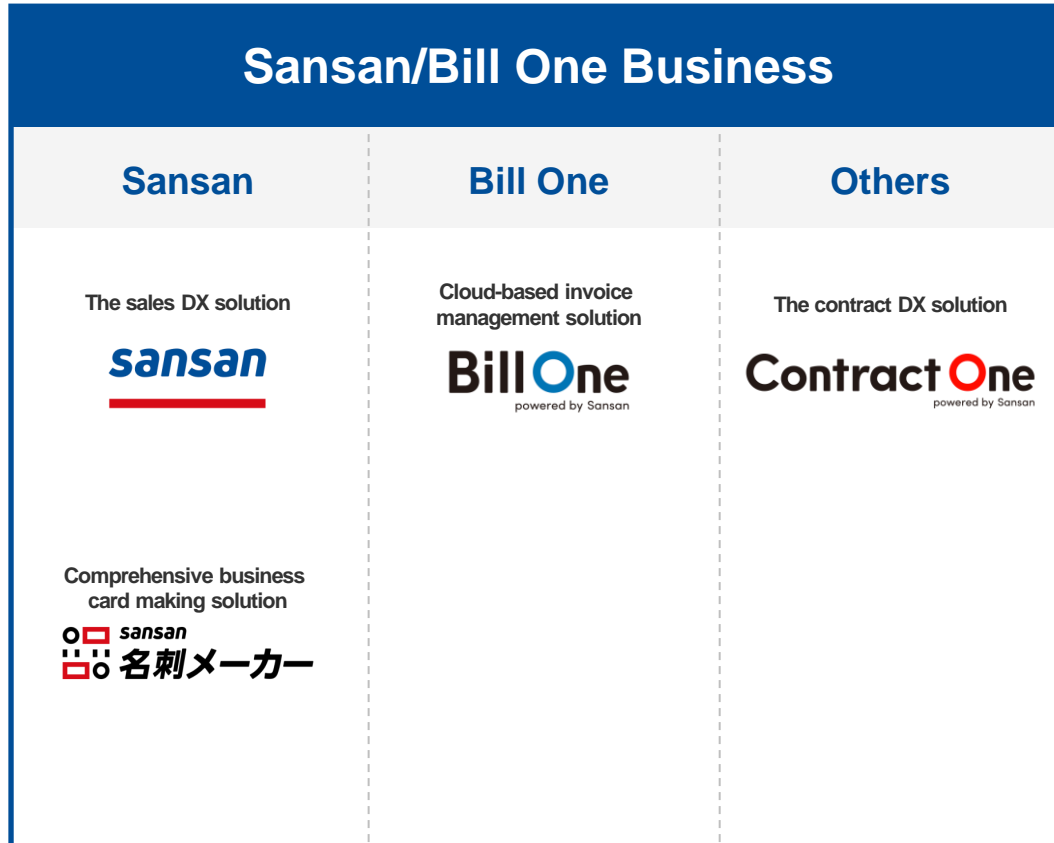 Sansan/Bill One Business
Sansan
Bill One
Others
The sales DX solution
sansan
Comprehensive business
card making solution
sansan
名刺メーカー
Cloud-based invoice
management solution
Bill One
powered by Sansan
The contract DX solution
Contract One
powered by Sansan